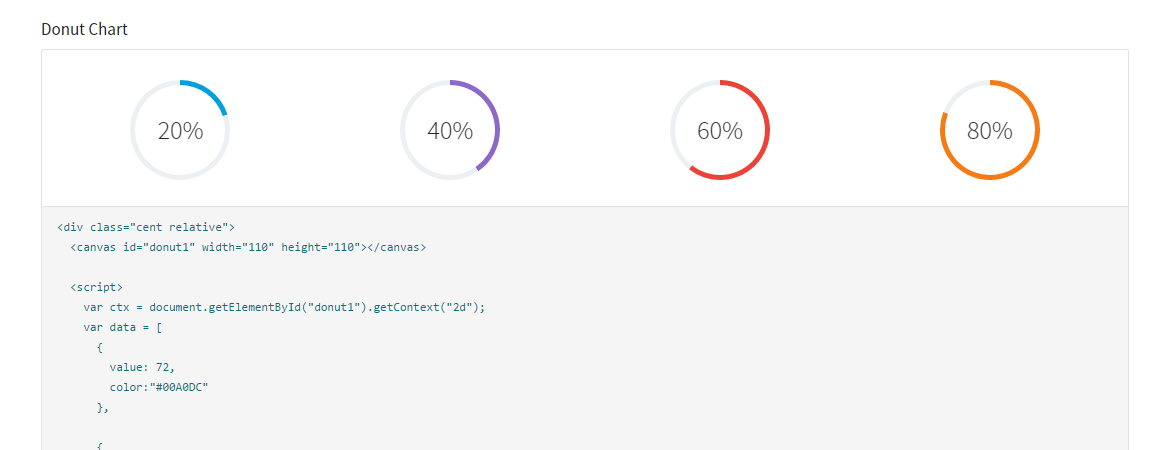 Donut Chart
20% 40% 60% 80%
<div class="cent relative">
<canvas id="donut1" width="110" height="110"></canvas>
<script>
var ctx = document.getElementById("donut1").getContext("2d");
var data = [
{
value: 72,
color:"#00A0DC"
},
{